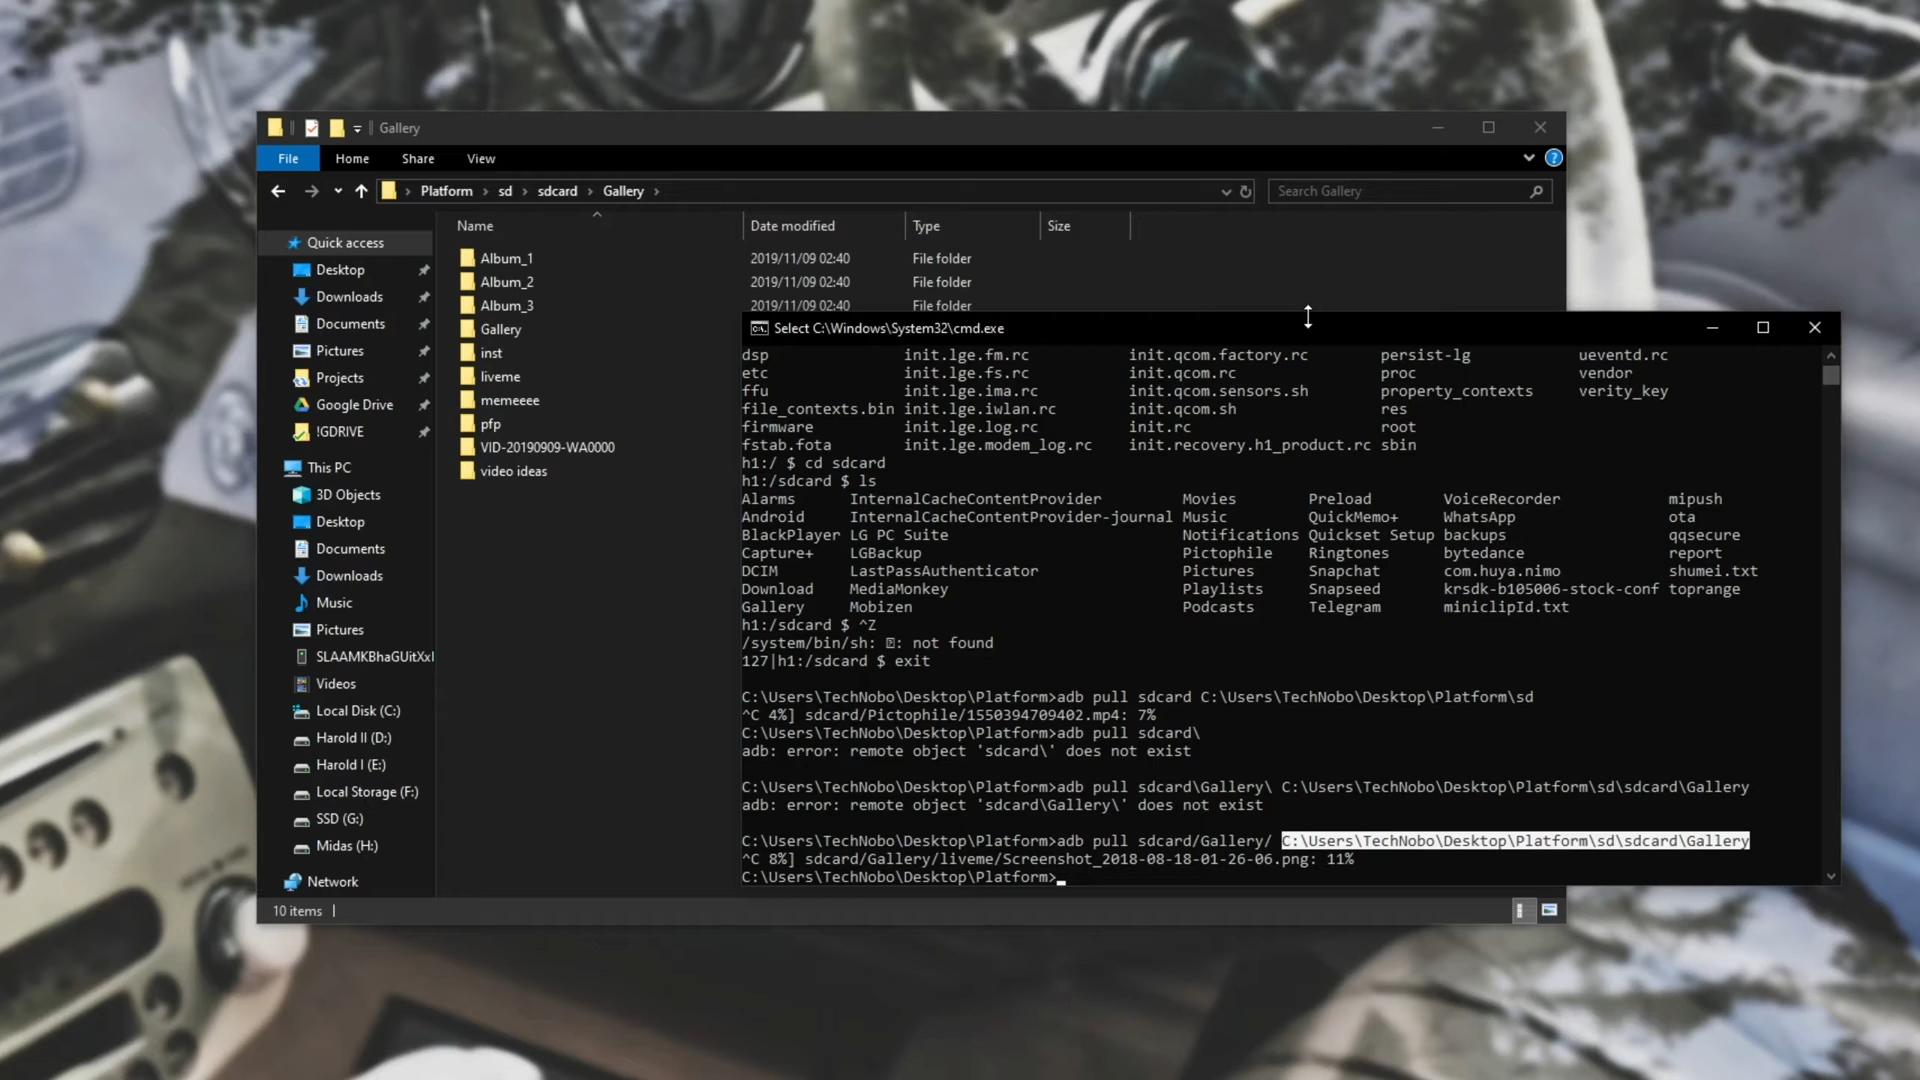 Gallery
File Home Share View
Platform > sd > sdcard > Gallery >
Search Gallery
Name Date modified Type Size
Quick access
Desktop
Downloads
Documents
Pictures
Projects
Google Drive
!GDRIVE
This PC
3D Objects
Desktop
Documents
Downloads
Music
Pictures
SLAAMKBhaGUitXxI
Videos
Local Disk (C:)
Harold II (D:)
Harold I (E:)
Local Storage (F:)
SSD (G:)
Midas (H:)
Network
Album_1 2019/11/09 02:40 File folder
Album_2 2019/11/09 02:40 File folder
Album_3 2019/11/09 02:40 File folder
Gallery
inst
liveme
memeeee
pfp
VID-20190909-WA0000
video ideas
10 items
Select C:\Windows\System32\cmd.exe
dsp init.lge.fm.rc init.qcom.factory.rc persist-lg ueventd.rc
etc init.lge.fs.rc init.qcom.rc proc vendor
ffu init.lge.ima.rc init.qcom.sensors.sh property_contexts verity_key
file_contexts.bin init.lge.iwlan.rc init.qcom.sh res
firmware init.lge.log.rc init.rc root
fstab.fota init.lge.modem_log.rc init.recovery.h1_product.rc sbin
h1:/ $ cd sdcard
h1:/sdcard $ ls
Alarms InternalCacheContentProvider Movies Preload VoiceRecorder mipush
Android InternalCacheContentProvider-journal Music QuickMemo+ WhatsApp ota
BlackPlayer LG PC Suite Notifications Quickset Setup backups qqsecure
Capture+ LGBackup Pictophile Ringtones bytedance report
DCIM LastPassAuthenticator Pictures Snapchat com.huya.nimo shumei.txt
Download MediaMonkey Playlists Snapseed krsdk-b105006-stock-conf toprange
Gallery Mobizen Podcasts Telegram miniclipId.txt
h1:/sdcard $ ^Z
/system/bin/sh: : not found
127|h1:/sdcard $ exit
C:\Users\TechNobo\Desktop\Platform>adb pull sdcard C:\Users\TechNobo\Desktop\Platform\sd
^C 4%] sdcard/Pictophile/1550394709402.mp4: 7%
C:\Users\TechNobo\Desktop\Platform>adb pull sdcard\
adb: error: remote object 'sdcard\' does not exist
C:\Users\TechNobo\Desktop\Platform>adb pull sdcard\Gallery\ C:\Users\TechNobo\Desktop\Platform\sd\sdcard\Gallery
adb: error: remote object 'sdcard\Gallery\' does not exist
C:\Users\TechNobo\Desktop\Platform>adb pull sdcard/Gallery/ C:\Users\TechNobo\Desktop\Platform\sd\sdcard\Gallery
^C 8%] sdcard/Gallery/liveme/Screenshot_2018-08-18-01-26-06.png: 11%
C:\Users\TechNobo\Desktop\Platform>